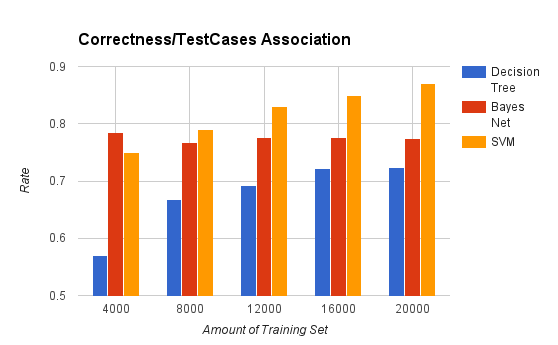 Correctness/TestCases Association
0.9
0.8
0.7
0.6
0.5
Rate
4000
8000
12000
16000
20000
Amount of Training Set
Decision
Tree
Bayes
Net
SVM